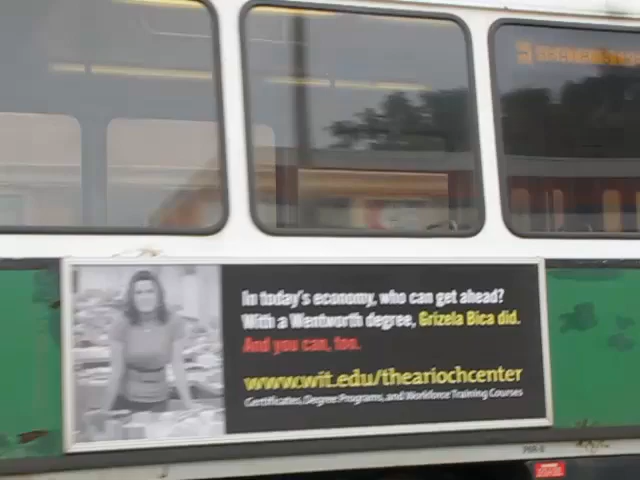 In today's economy, who can get ahead?
With a Wentworth degree, Grizela Bica did.
And you can, too.
www.wit.edu/theariochcenter
Certificates, Degree Programs, and Workforce Training Courses